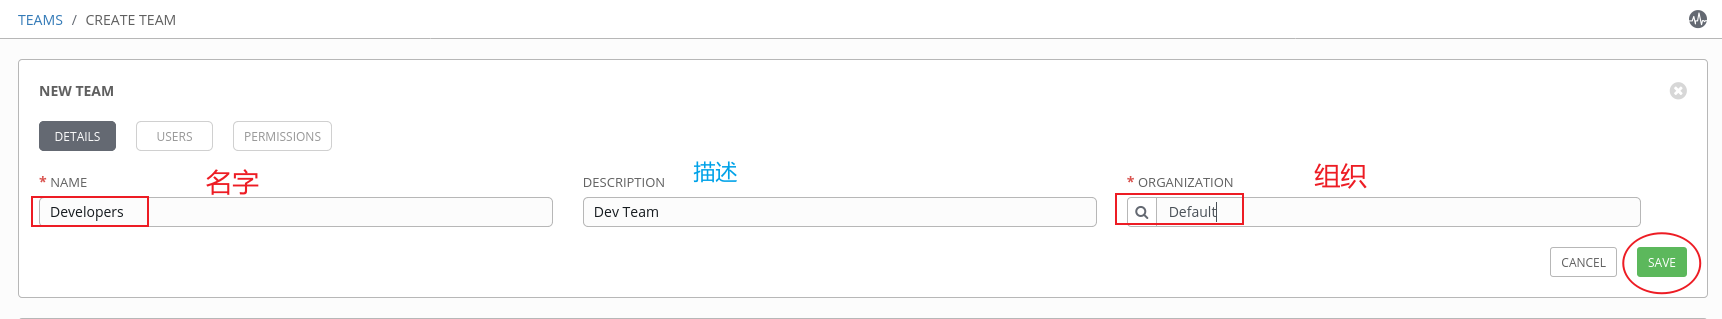 TEAMS / CREATE TEAM
NEW TEAM
DETAILS USERS PERMISSIONS
* NAME 名字 DESCRIPTION 描述 * ORGANIZATION 组织
Developers Dev Team Default
CANCEL SAVE